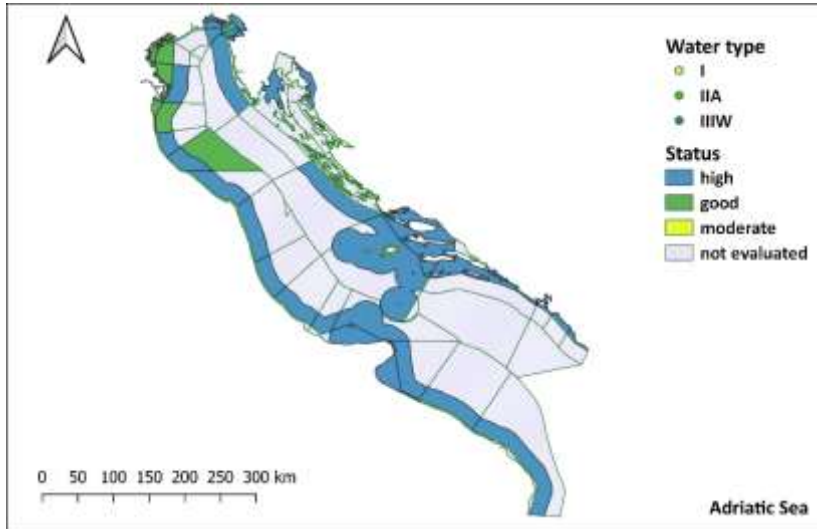 Water type
I
IIA
IIIW
Status
high
good
moderate
not evaluated
0 50 100 150 200 250 300 km
Adriatic Sea